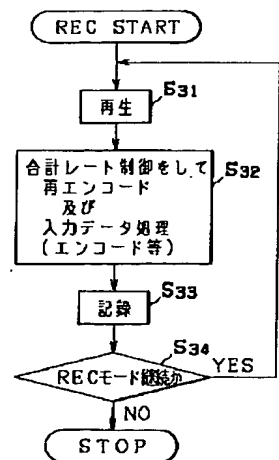 REC START
S31
再生
S32
合計レート制御をして
再エンコード
及び
入力データ処理
(エンコード等)
S33
記録
S34
RECモード継続か
YES
NO
STOP